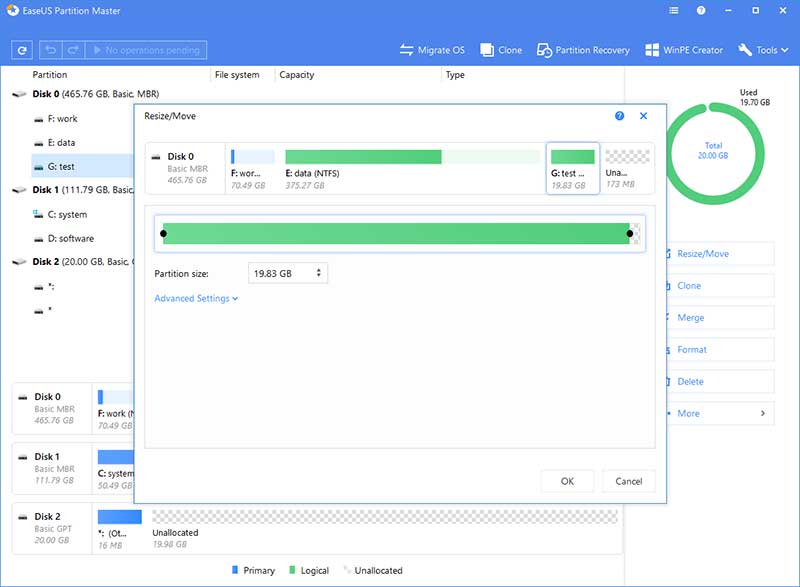 EaseUS Partition Master
No operations pending
Migrate OS
Clone
Partition Recovery
WinPE Creator
Tools
Partition
File system
Capacity
Type
Disk 0 (465.76 GB, Basic, MBR)
F: work
E: data
G: test
Disk 1 (111.79 GB, Basic, MBR)
C: system
D: software
Disk 2 (20.00 GB, Basic,
*:
*
Resize/Move
Disk 0
Basic MBR
465.76 GB
F: wor...
70.49 GB
E: data (NTFS)
375.27 GB
G: test ...
19.83 GB
Una...
173 MB
Partition size:
19.83 GB
Advanced Settings
OK
Cancel
Used
19.70 GB
Total
20.00 GB
Resize/Move
Clone
Merge
Format
Delete
More
Disk 0
Basic MBR
465.76 GB
F: work (N
70.49 GB
Disk 1
Basic MBR
111.79 GB
C: system
50.49 GB
Disk 2
Basic GPT
20.00 GB
*: (Ot...
16 MB
Unallocated
19.98 GB
Primary
Logical
Unallocated